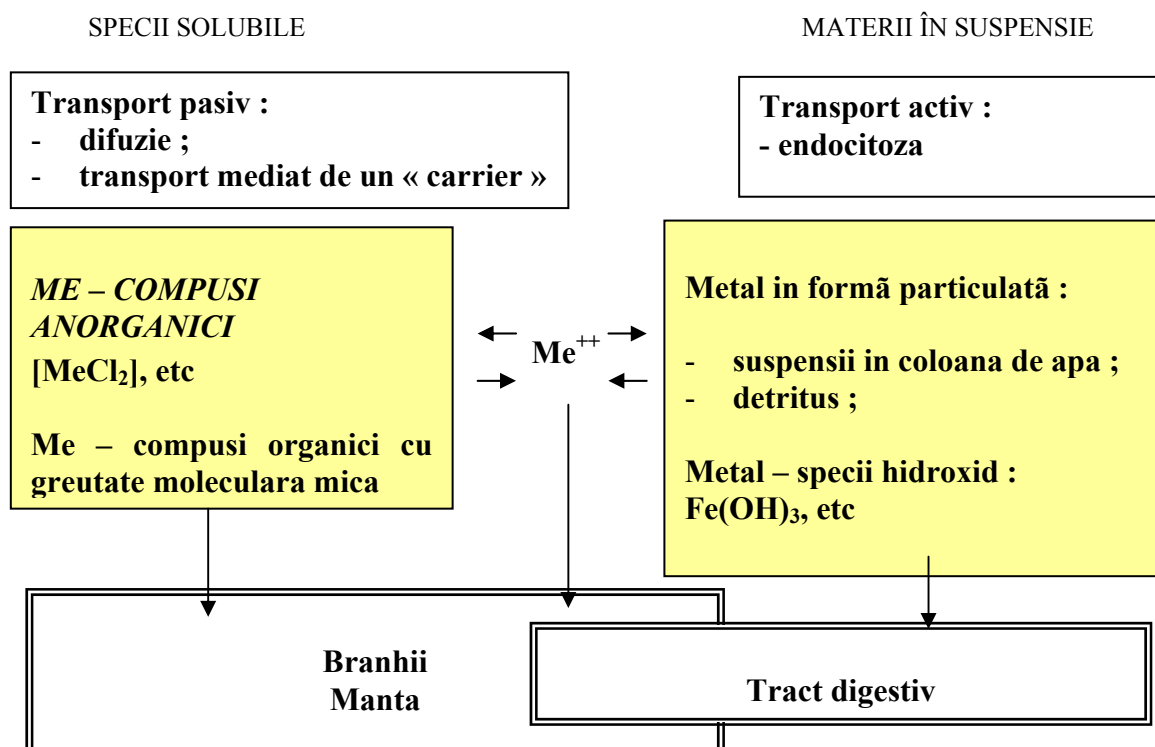 SPECII SOLUBILE
MATERII ÎN SUSPENSIE
Transport pasiv :
- difuzie ;
- transport mediat de un « carrier »
Transport activ :
- endocitoza
ME – COMPUSI
ANORGANICI
[MeCl₂], etc
Me – compusi organici cu
greutate moleculara mica
Me⁺⁺
Metal in formã particulatã :
- suspensii in coloana de apa ;
- detritus ;
Metal – specii hidroxid :
Fe(OH)₃, etc
Branhii
Manta
Tract digestiv